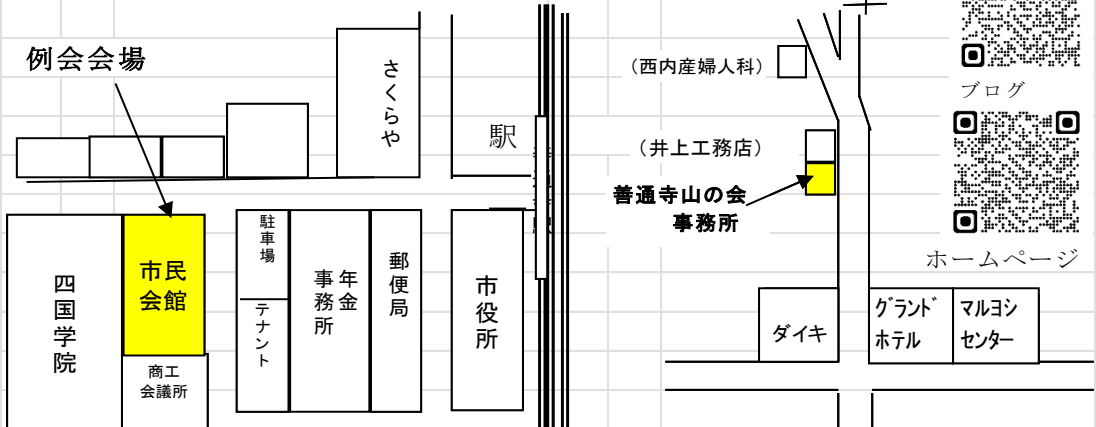 例会会場
さくらや
駅
四国学院
市民
会館
商工
会議所
駐車場
テナント
年金
事務所
郵便局
市役所
（西内産婦人科）
（井上工務店）
善通寺山の会
事務所
ダイキ
グランド
ホテル
マルヨシ
センター
ブログ
ホームページ